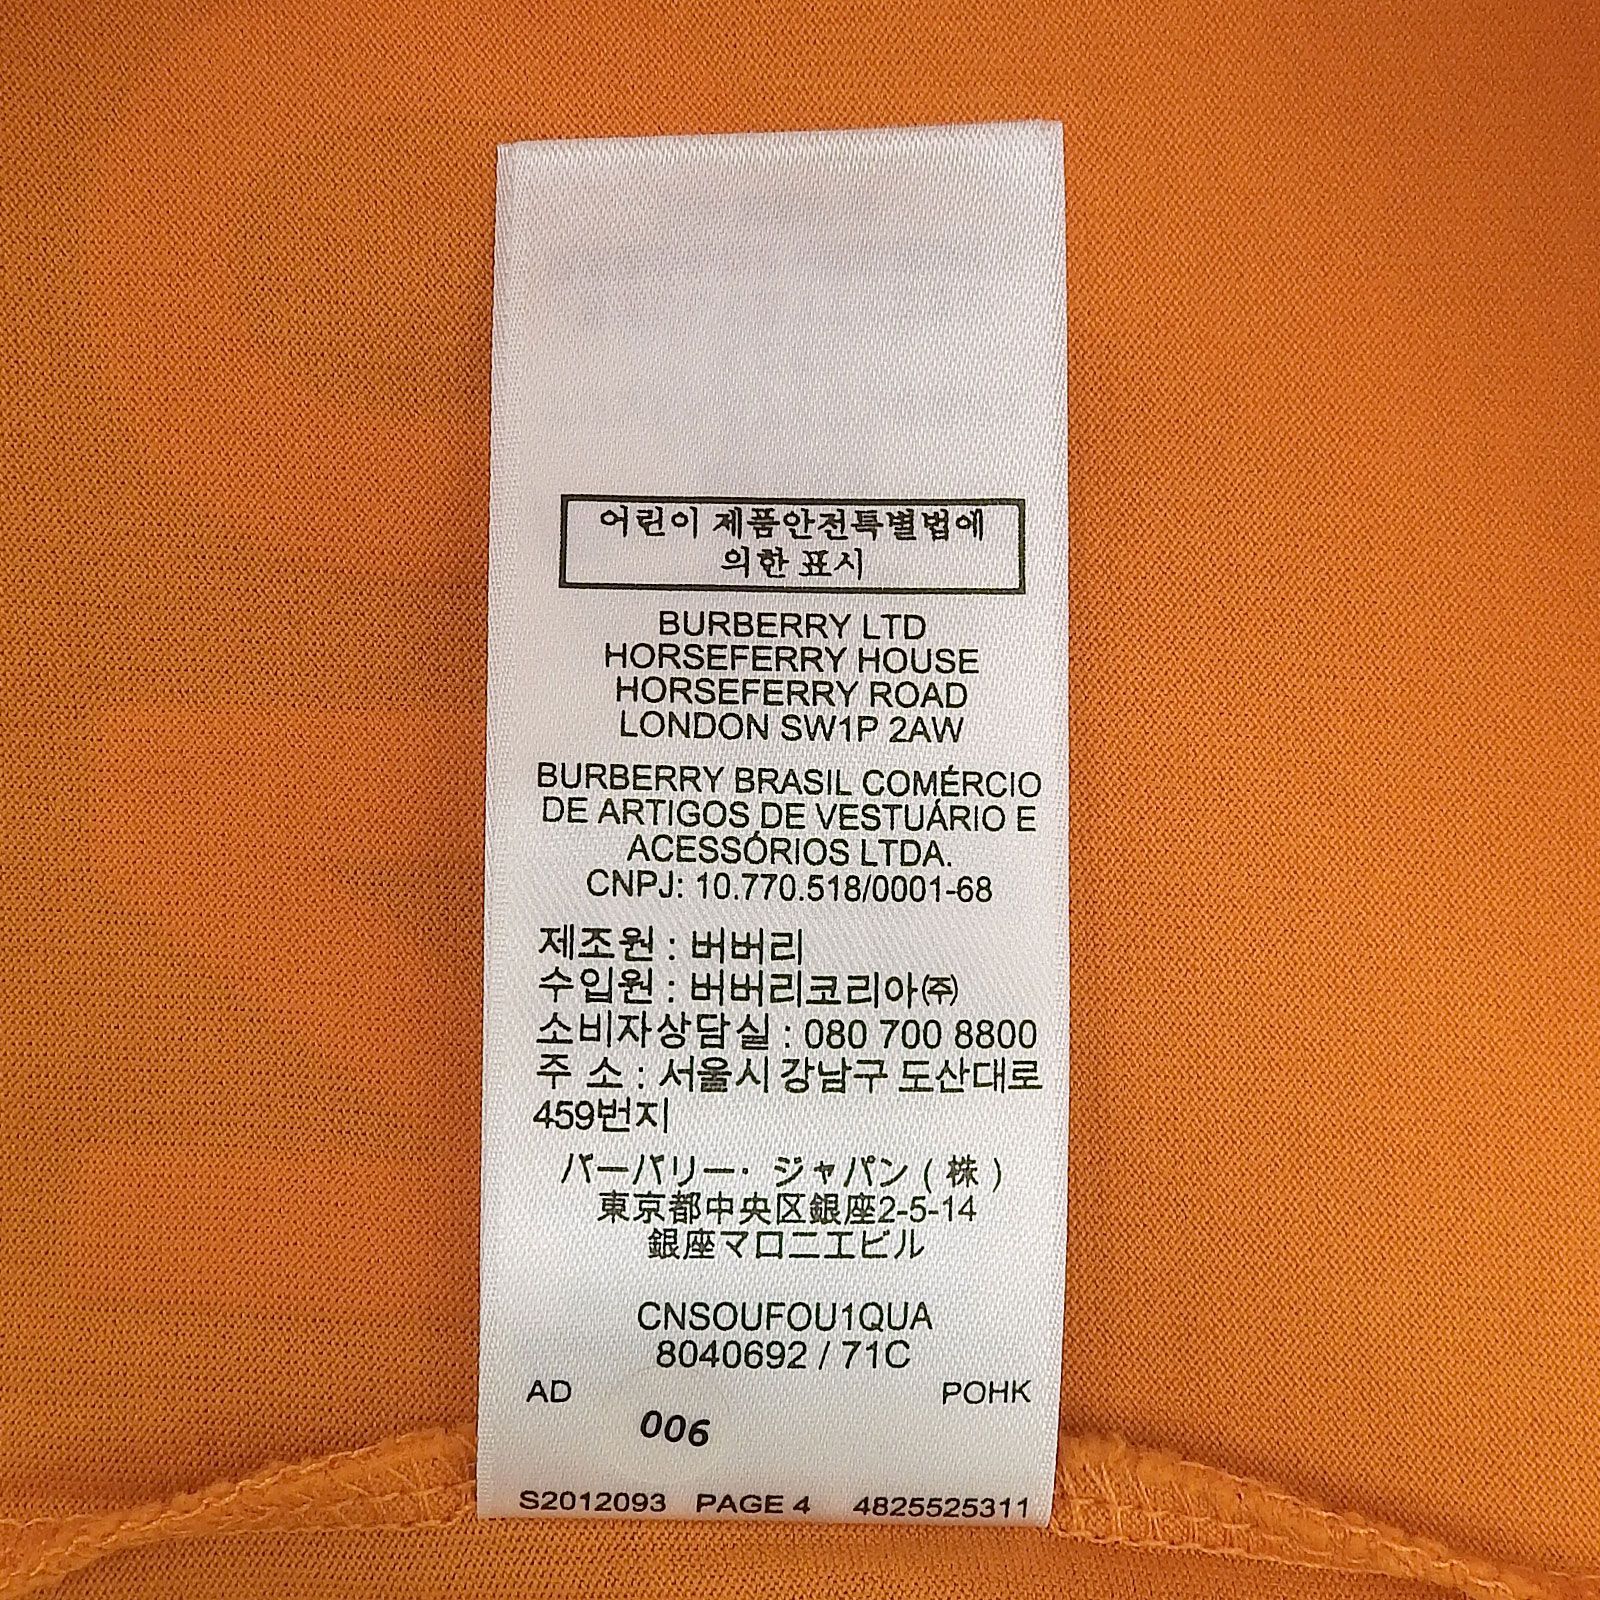 어린이 제품안전특별법에
의한 표시
BURBERRY LTD
HORSEFERRY HOUSE
HORSEFERRY ROAD
LONDON SW1P 2AW
BURBERRY BRASIL COMÉRCIO
DE ARTIGOS DE VESTUÁRIO E
ACESSÓRIOS LTDA.
CNPJ: 10.770.518/0001-68
제조원 : 버버리
수입원 : 버버리코리아㈜
소비자상담실 : 080 700 8800
주 소 : 서울시 강남구 도산대로
459번지
バーバリー・ジャパン ( 株 )
東京都中央区銀座2-5-14
銀座マロニエビル
CNSOUFOU1QUA
8040692 / 71C
AD POHK
006
S2012093 PAGE 4 4825525311